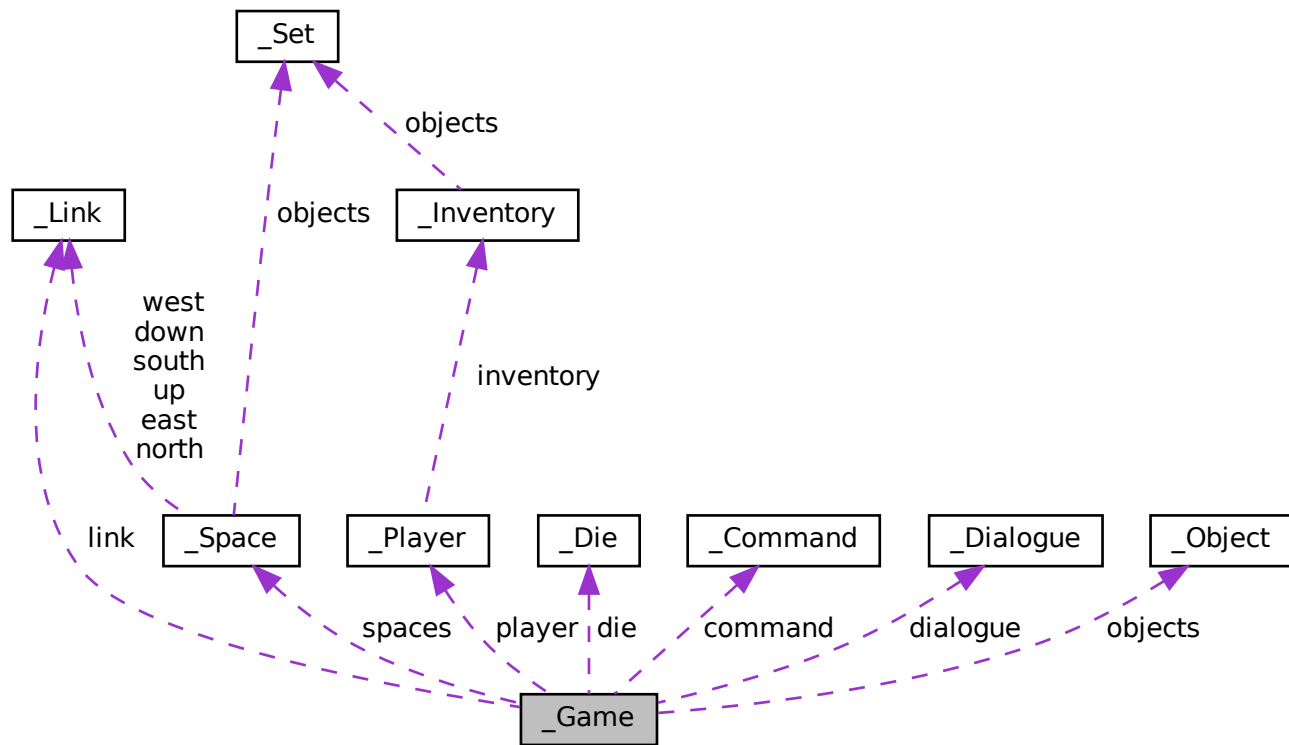 _Set
objects
_Link
objects
_Inventory
west
down
south
up
east
north
inventory
link
_Space
_Player
_Die
_Command
_Dialogue
_Object
spaces
player
die
command
dialogue
objects
_Game